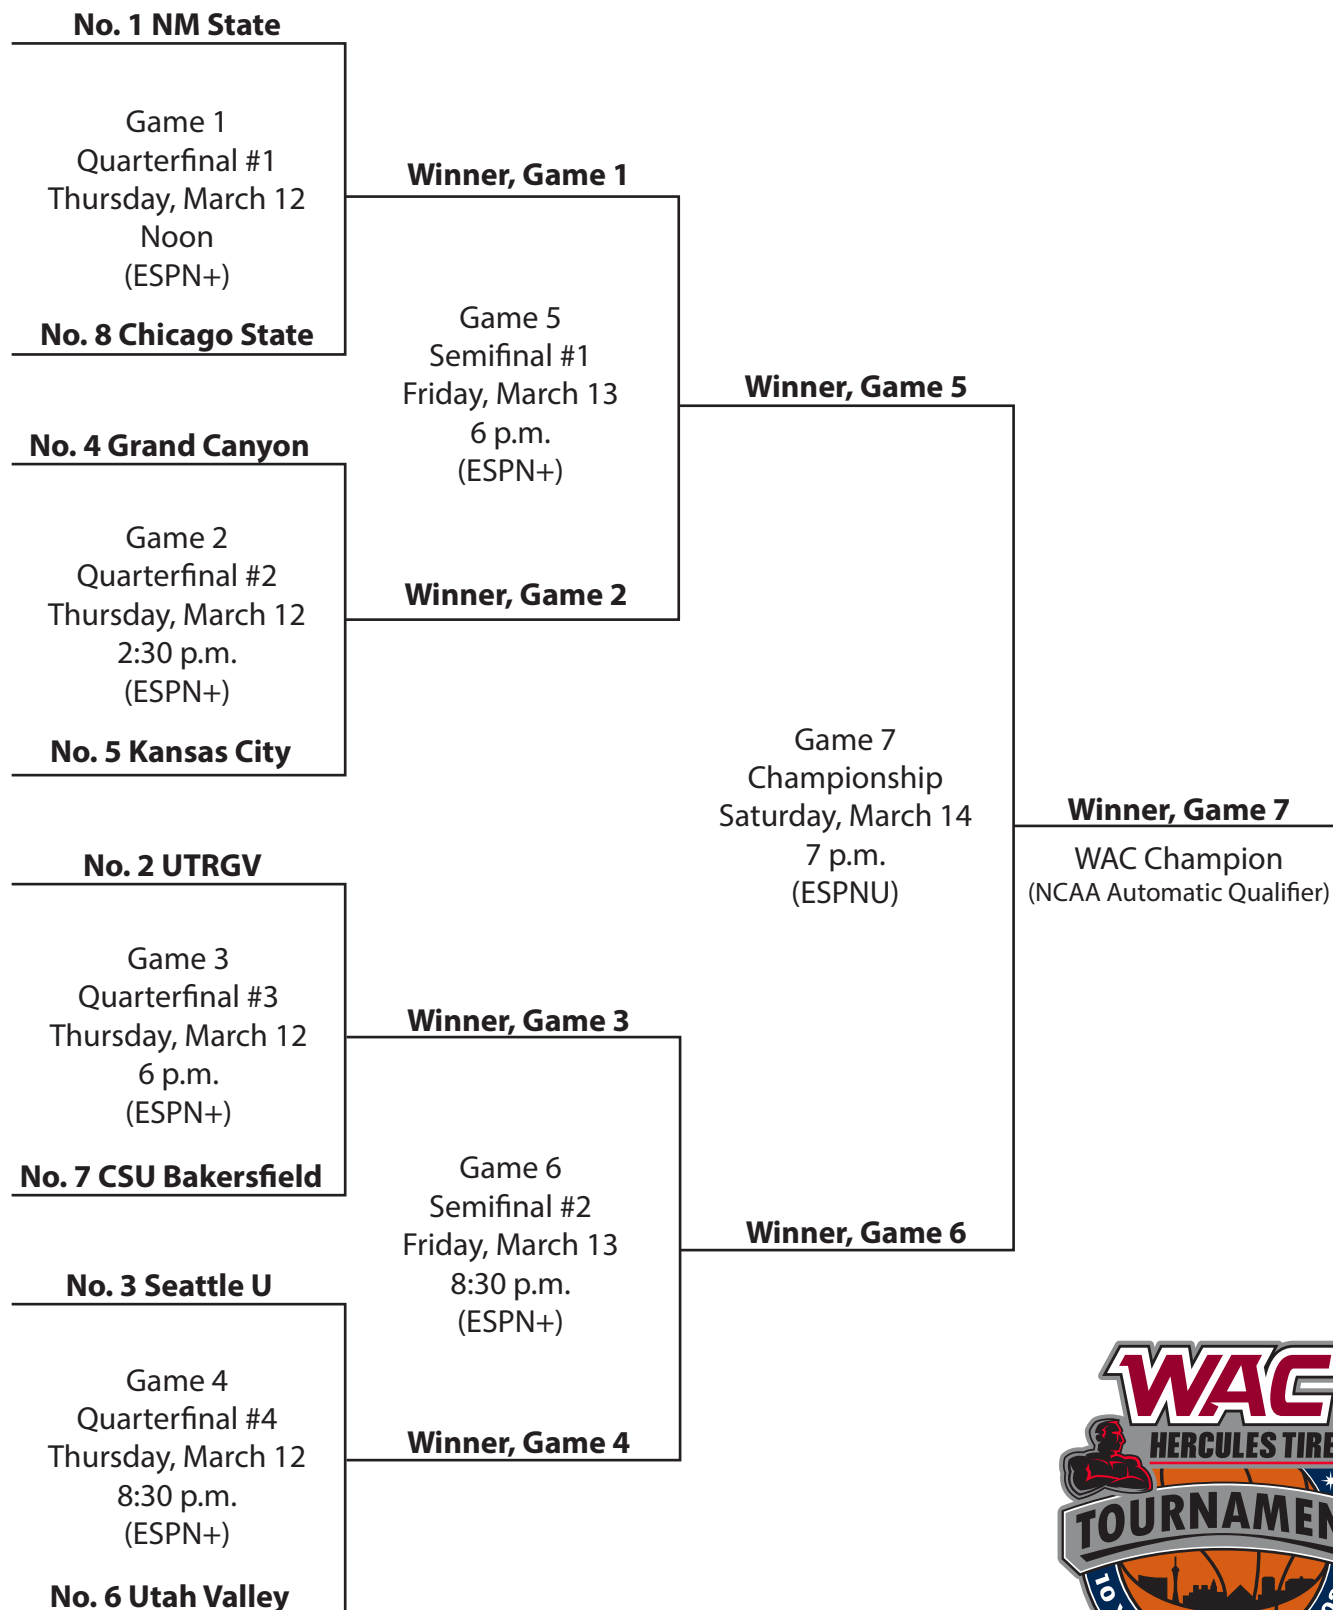 No. 1 NM State
Game 1
Quarterfinal #1
Thursday, March 12
Noon
(ESPN+)
No. 8 Chicago State
Winner, Game 1
Game 5
Semifinal #1
Friday, March 13
6 p.m.
(ESPN+)
Winner, Game 2
No. 4 Grand Canyon
Game 2
Quarterfinal #2
Thursday, March 12
2:30 p.m.
(ESPN+)
No. 5 Kansas City
Winner, Game 5
Game 7
Championship
Saturday, March 14
7 p.m.
(ESPNU)
Winner, Game 6
Winner, Game 7
WAC Champion
(NCAA Automatic Qualifier)
No. 2 UTRGV
Game 3
Quarterfinal #3
Thursday, March 12
6 p.m.
(ESPN+)
No. 7 CSU Bakersfield
Winner, Game 3
Game 6
Semifinal #2
Friday, March 13
8:30 p.m.
(ESPN+)
Winner, Game 4
No. 3 Seattle U
Game 4
Quarterfinal #4
Thursday, March 12
8:30 p.m.
(ESPN+)
No. 6 Utah Valley
WAC
HERCULES TIRE
TOURNAMEN
10